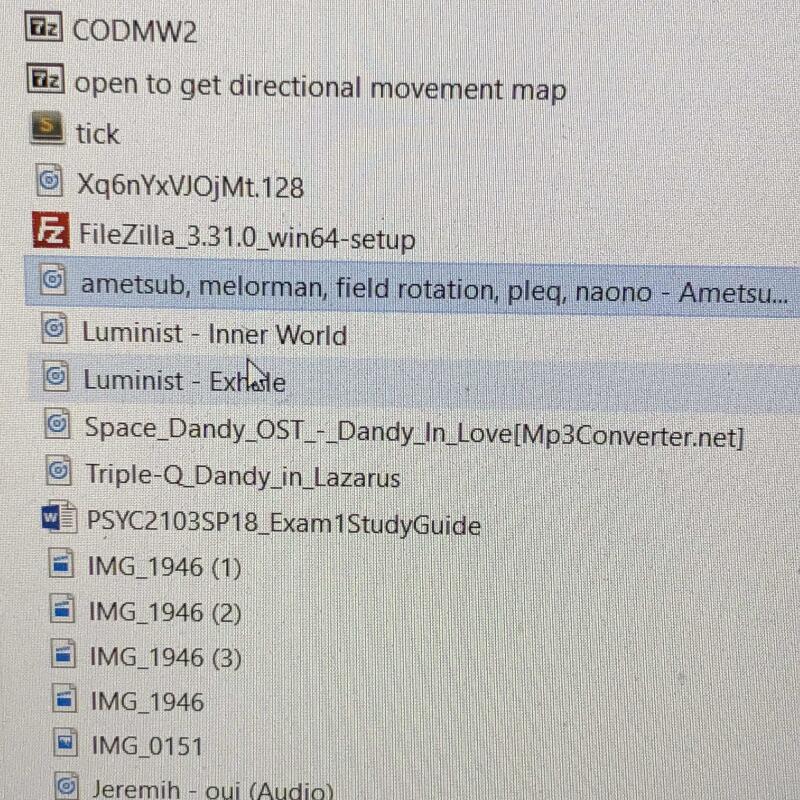 CODMW2
open to get directional movement map
tick
Xq6nYxVJOjMt.128
FileZilla_3.31.0_win64-setup
ametsub, melorman, field rotation, pleq, naono - Ametsu...
Luminist - Inner World
Luminist - Exhale
Space_Dandy_OST_-_Dandy_In_Love[Mp3Converter.net]
Triple-Q_Dandy_in_Lazarus
PSYC2103SP18_Exam1StudyGuide
IMG_1946 (1)
IMG_1946 (2)
IMG_1946 (3)
IMG_1946
IMG_0151
Jeremih - oui (Audio)